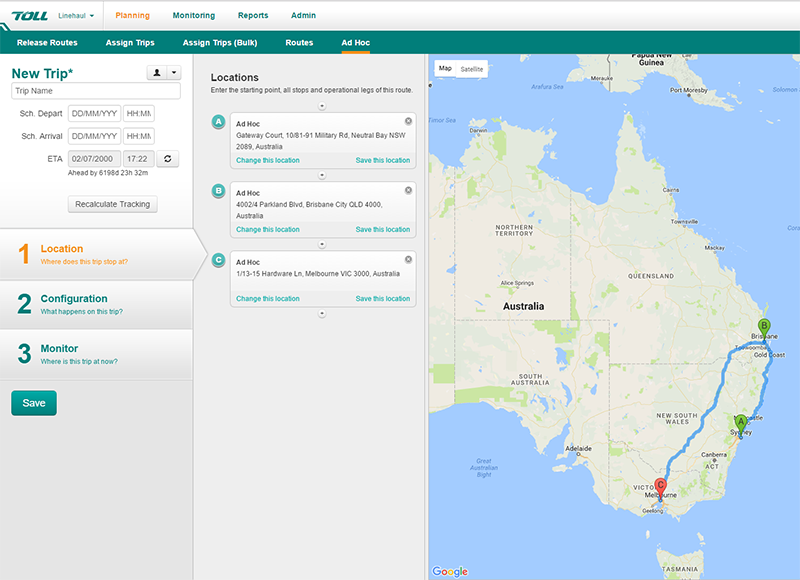 TOLL Linehaul Planning Monitoring Reports Admin
Release Routes Assign Trips Assign Trips (Bulk) Routes Ad Hoc
New Trip*
Trip Name
Sch. Depart DD/MM/YYY HH:MM
Sch. Arrival DD/MM/YYY HH:MM
ETA 02/07/2000 17:22
Ahead by 6198d 23h 32m
Recalculate Tracking
1 Location
Where does this trip stop at?
2 Configuration
What happens on this trip?
3 Monitor
Where is this trip at now?
Save
Locations
Enter the starting point, all stops and operational legs of this route.
A
Ad Hoc
Gateway Court, 10/81-91 Military Rd, Neutral Bay NSW
2089, Australia
Change this location Save this location
B
Ad Hoc
4002/4 Parkland Blvd, Brisbane City QLD 4000,
Australia
Change this location Save this location
C
Ad Hoc
1/13-15 Hardware Ln, Melbourne VIC 3000, Australia
Change this location Save this location
Map Satellite
Papua New
Guinea
Merauke
Port Moresby
Arafura Sea
Timor Sea
Darwin
Cairns
Townsville
Mackay
NORTHERN
TERRITORY
QUEENSLAND
Alice Springs
Australia
B
Brisbane
Toowoomba
Gold Coast
SOUTH
AUSTRALIA
NEW SOUTH
WALES
A
Sydney
Adelaide
Canberra
ACT
Great
Australian
Bight
C
Melbourne
Geelong
TASMANIA
Google